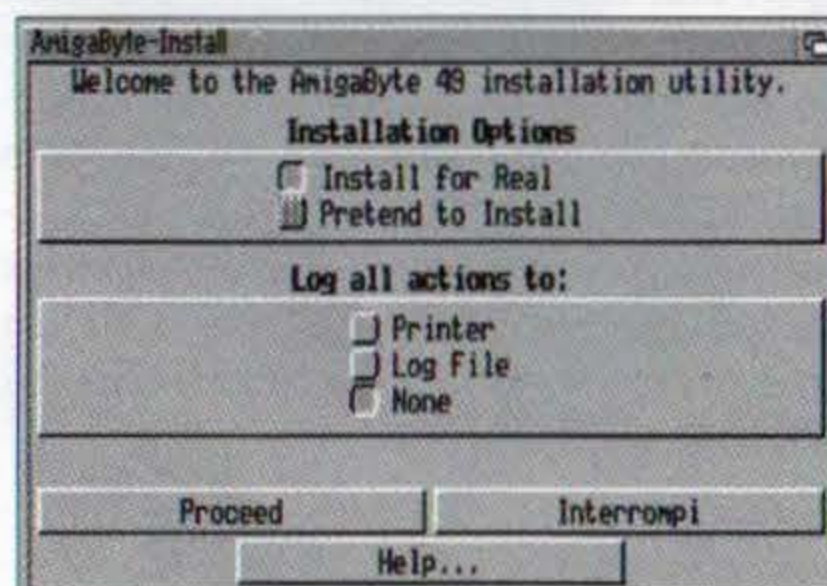 AmigaByte-Install
Welcome to the AmigaByte 49 installation utility.
Installation Options
Install for Real
Pretend to Install
Log all actions to:
Printer
Log File
None
Proceed
Interrompi
Help...